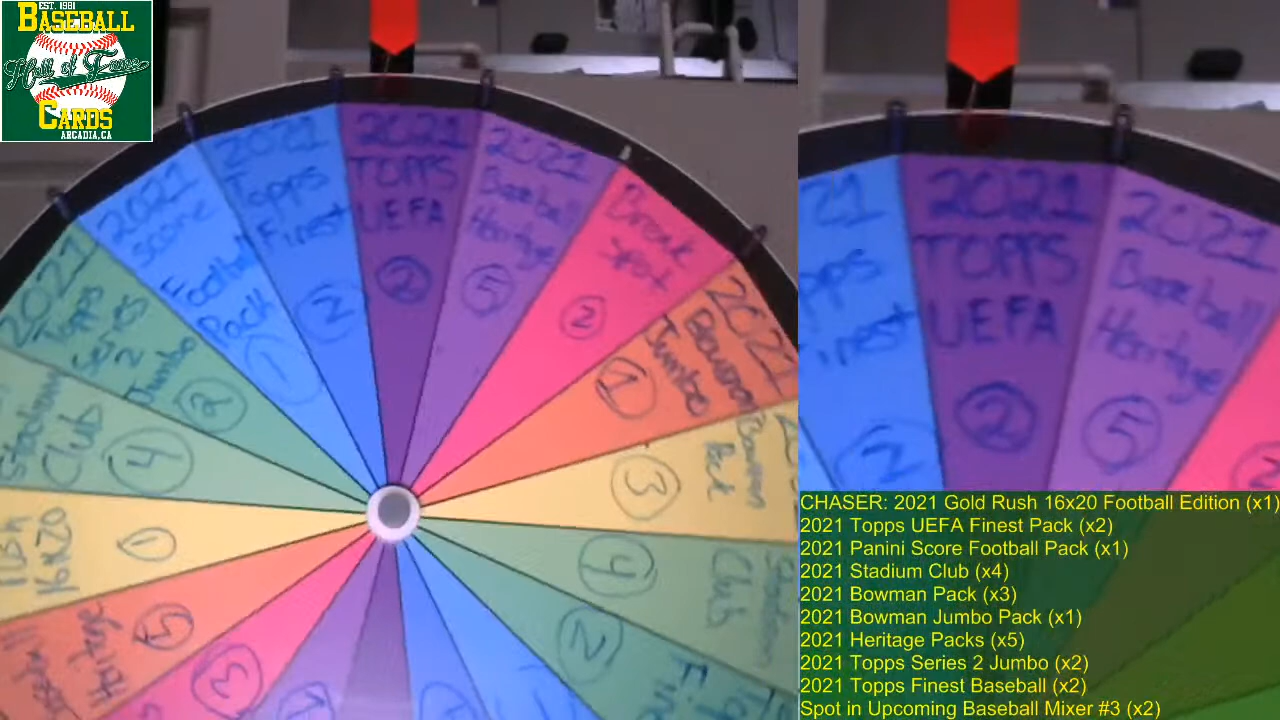 EST. 1981
BASEBALL
Hall of Fame
CARDS
ARCADIA, CA
2021
Topps
Series
2
Jumbo
2
2021
Score
Football
Pack
1
2021
Topps
Finest
2
2021
TOPPS
UEFA
2
2021
Baseball
Heritage
5
Break
Spot
2
2021
Bowman
Jumbo
1
Bowman
3
Stadium
Club
4
16x20
1
Heritage
5
3
4
Club
2
21
2021
TOPPS
UEFA
2
2021
Baseball
Heritage
5
CHASER: 2021 Gold Rush 16x20 Football Edition (x1)
2021 Topps UEFA Finest Pack (x2)
2021 Panini Score Football Pack (x1)
2021 Stadium Club (x4)
2021 Bowman Pack (x3)
2021 Bowman Jumbo Pack (x1)
2021 Heritage Packs (x5)
2021 Topps Series 2 Jumbo (x2)
2021 Topps Finest Baseball (x2)
Spot in Upcoming Baseball Mixer #3 (x2)